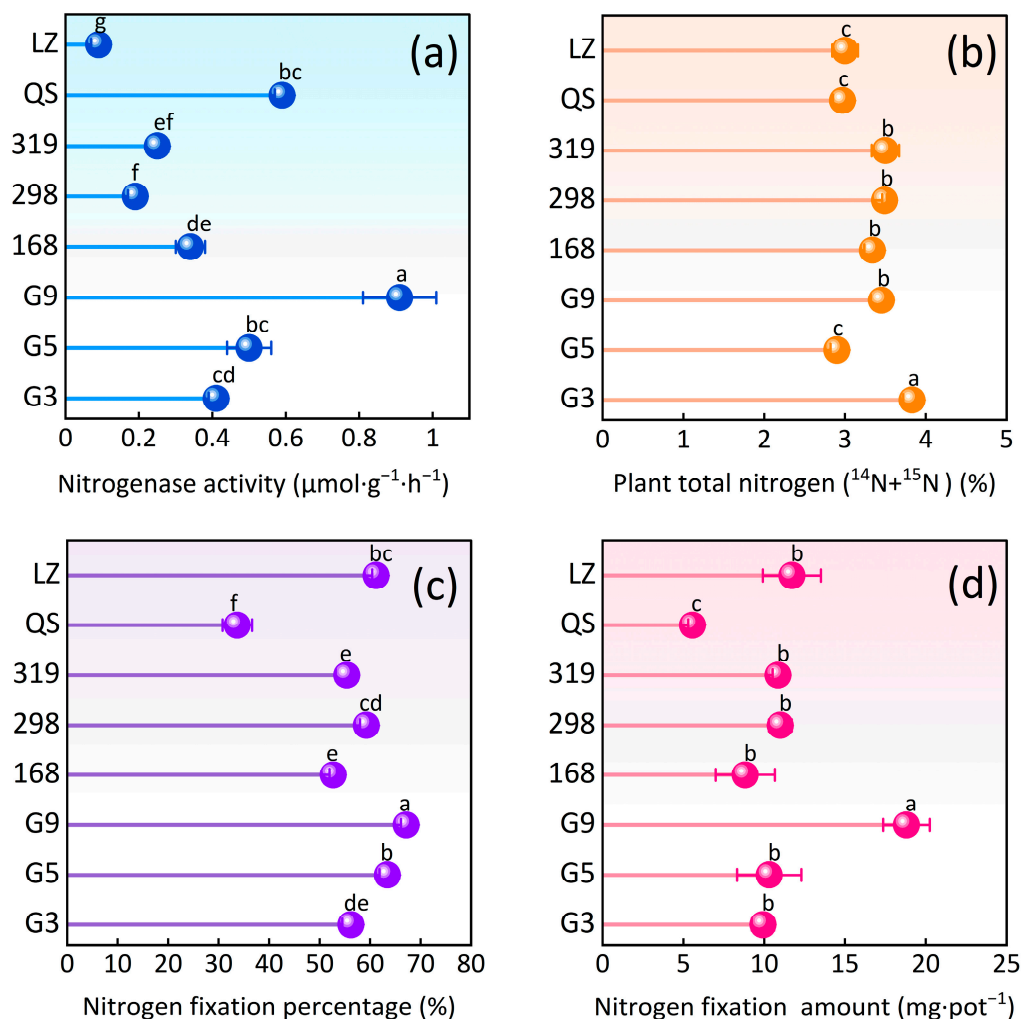 (a)
LZ g
QS bc
319 ef
298 f
168 de
G9 a
G5 bc
G3 cd
0 0.2 0.4 0.6 0.8 1
Nitrogenase activity (μmol·g⁻¹·h⁻¹)
(b)
LZ c
QS c
319 b
298 b
168 b
G9 b
G5 c
G3 a
0 1 2 3 4 5
Plant total nitrogen (¹⁴N+¹⁵N ) (%)
(c)
LZ bc
QS f
319 e
298 cd
168 e
G9 a
G5 b
G3 de
0 10 20 30 40 50 60 70 80
Nitrogen fixation percentage (%)
(d)
LZ b
QS c
319 b
298 b
168 b
G9 a
G5 b
G3 b
0 5 10 15 20 25
Nitrogen fixation amount (mg·pot⁻¹)